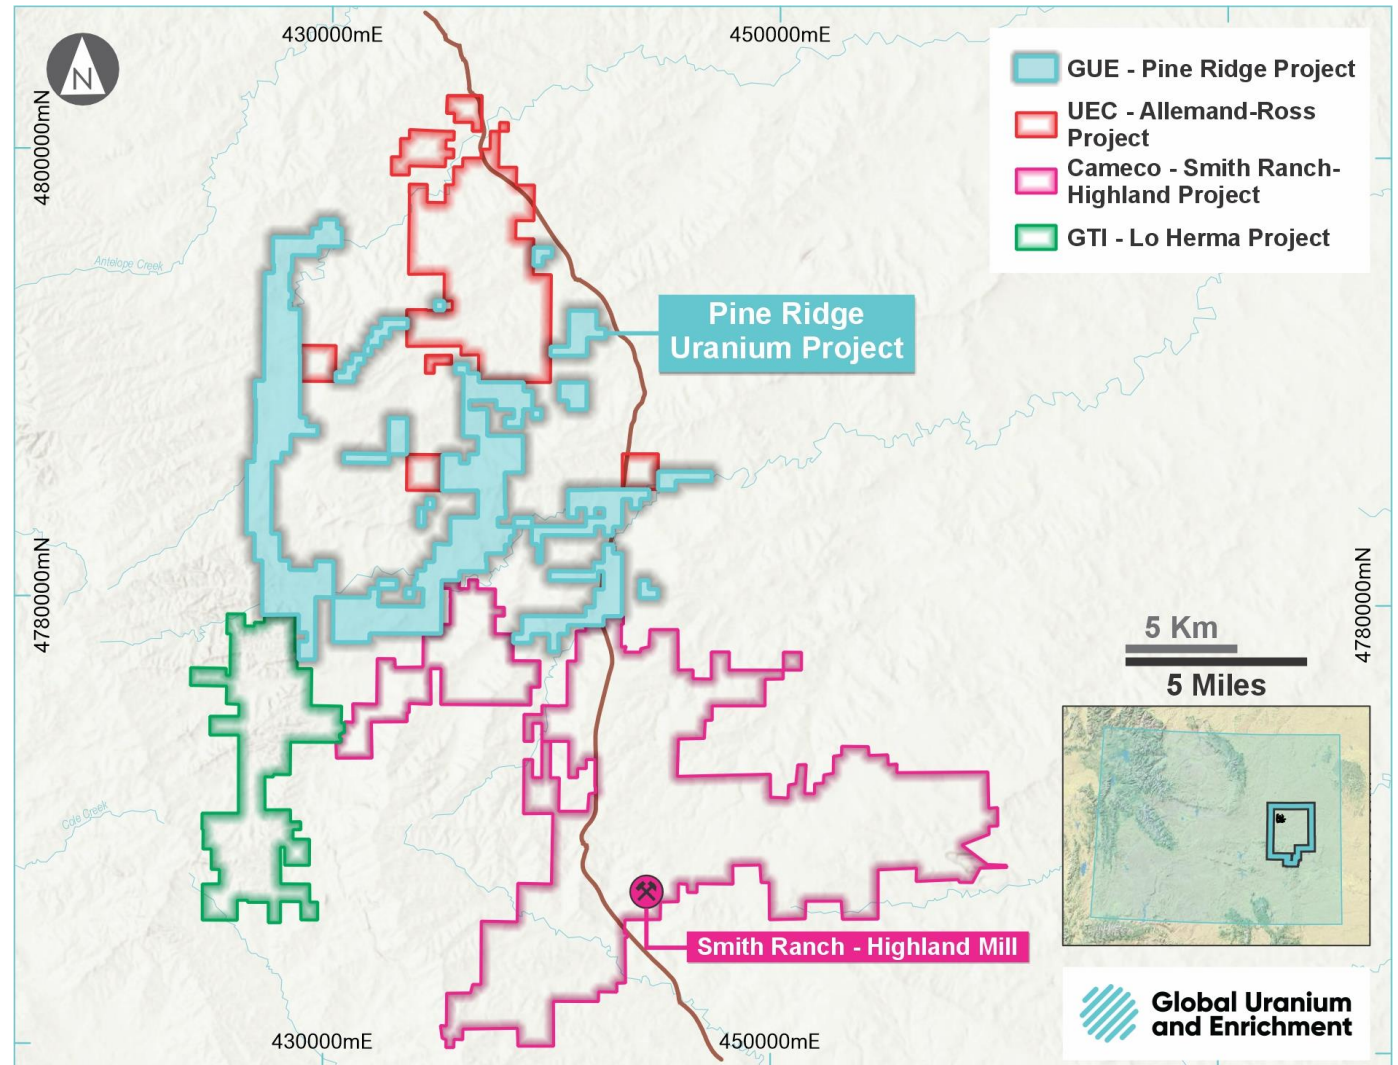 430000mE
450000mE
N
4800000mN
GUE - Pine Ridge Project
UEC - Allemand-Ross
Project
Cameco - Smith Ranch-
Highland Project
GTI - Lo Herma Project
Antelope Creek
Pine Ridge
Uranium Project
4780000mN
4780000mN
5 Km
5 Miles
Cole Creek
Smith Ranch - Highland Mill
Global Uranium
and Enrichment
430000mE
450000mE